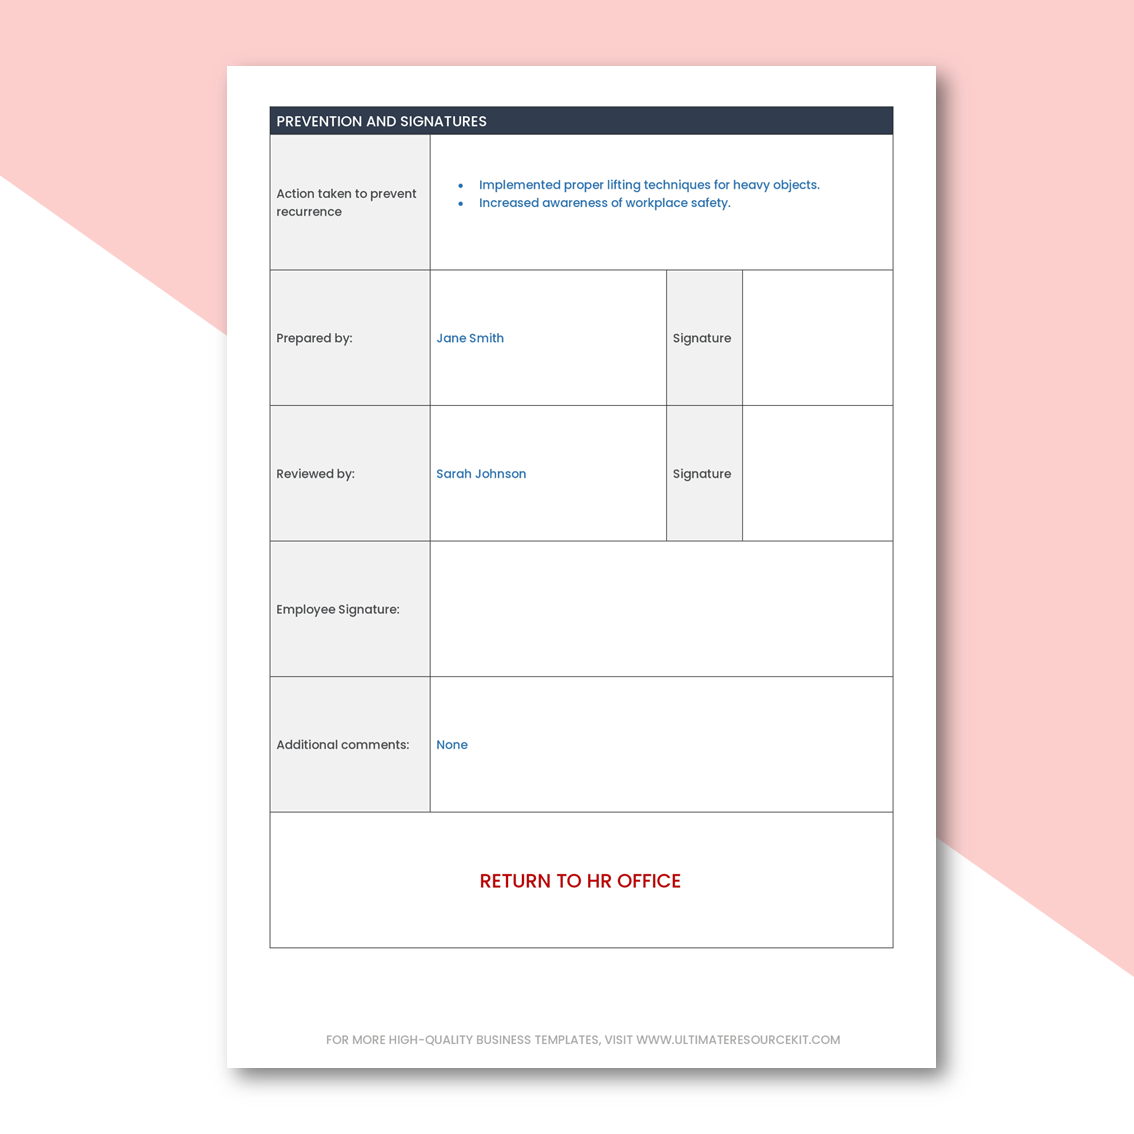 PREVENTION AND SIGNATURES
Action taken to prevent
recurrence
• Implemented proper lifting techniques for heavy objects.
• Increased awareness of workplace safety.
Prepared by:
Jane Smith
Signature
Reviewed by:
Sarah Johnson
Signature
Employee Signature:
Additional comments:
None
RETURN TO HR OFFICE
FOR MORE HIGH-QUALITY BUSINESS TEMPLATES, VISIT WWW.ULTIMATERESOURCEKIT.COM